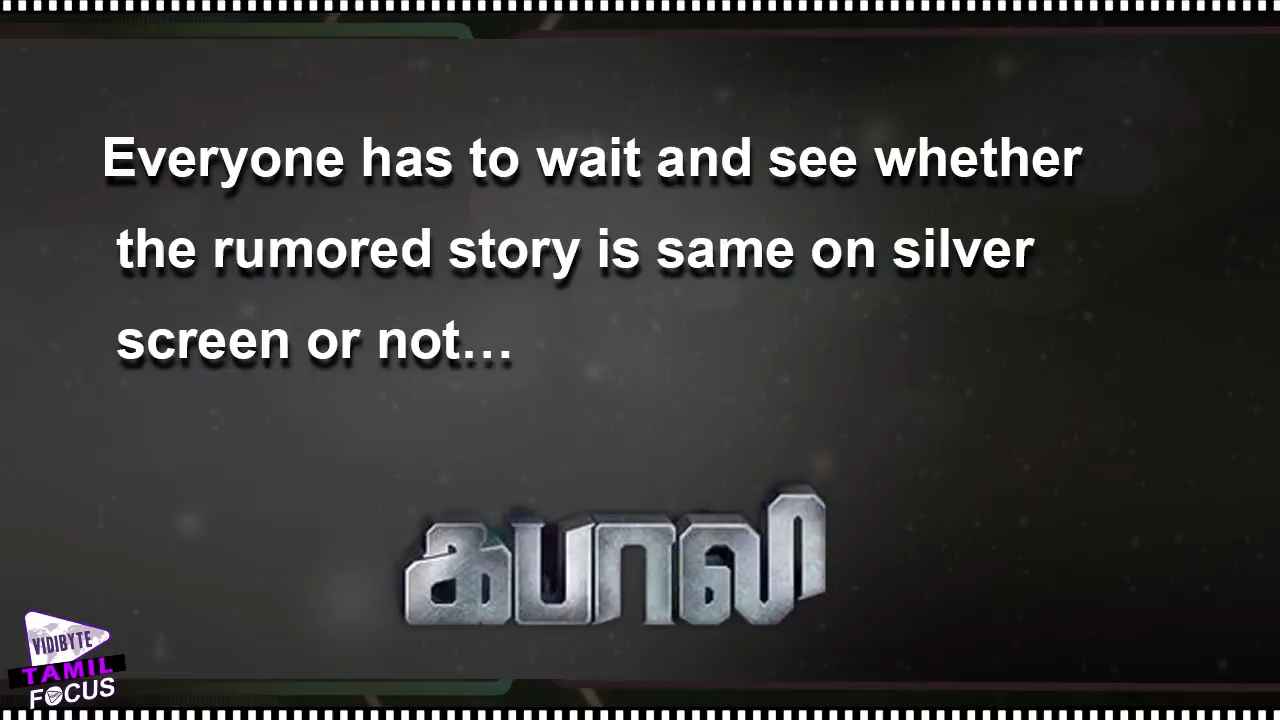 Everyone has to wait and see whether
the rumored story is same on silver
screen or not…
கபாலி
VIDIBYTE
TAMIL
FOCUS